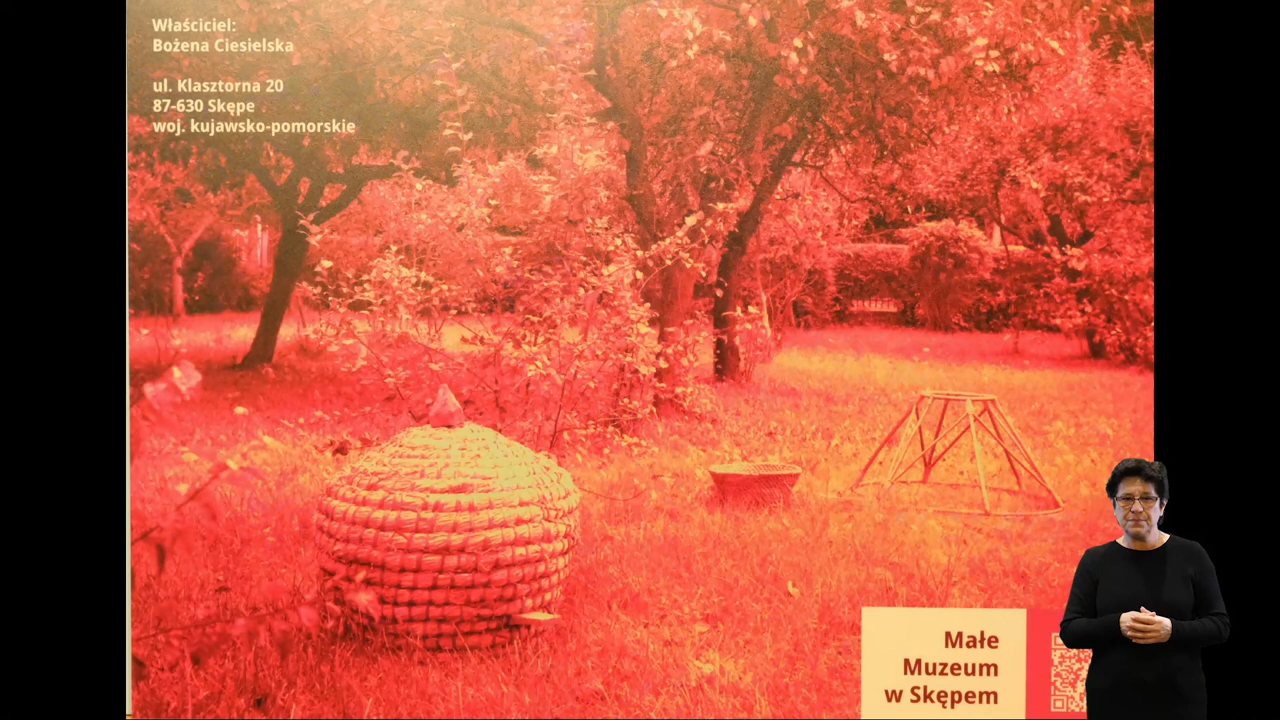 Właściciel:
Bożena Ciesielska
ul. Klasztorna 20
87-630 Skępe
woj. kujawsko-pomorskie
Małe
Muzeum
w Skępem